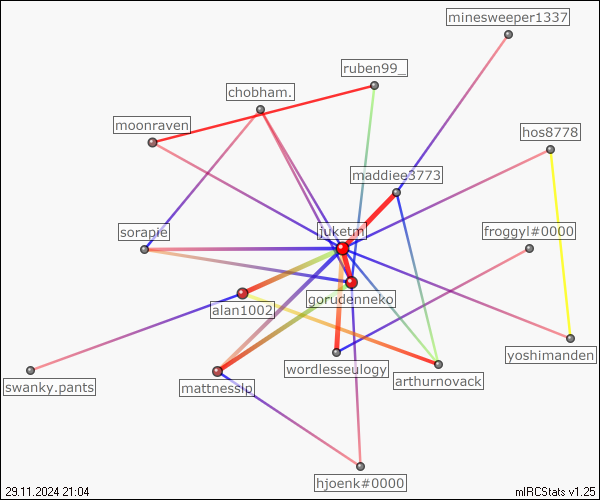 minesweeper1337
ruben99_
chobham.
moonraven
hos8778
maddiee3773
sorapie
juketrn
froggyl#0000
gorudenneko
alan1002
yoshimanden
wordlesseulogy
arthurnovack
swanky.pants
mattnesslp
hjoenk#0000
29.11.2024 21:04
mIRCStats v1.25